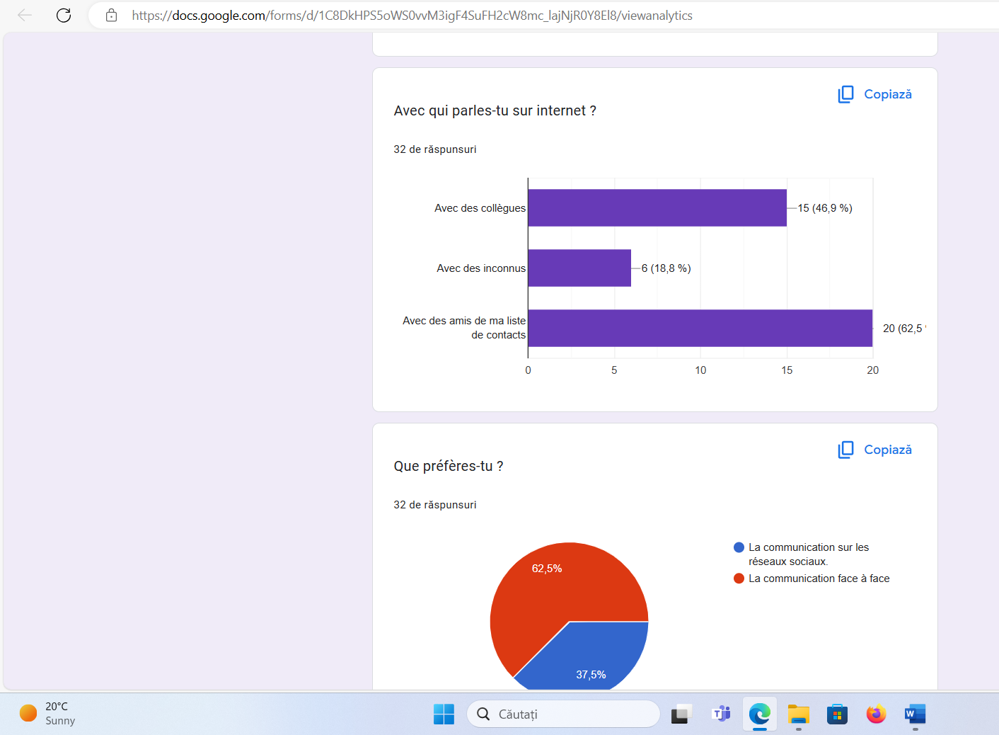 https://docs.google.com/forms/d/1C8DkHPS5oWS0vvM3igF4SuFH2cW8mc_lajNjR0Y8El8/viewanalytics
Copiază
Avec qui parles-tu sur internet ?
32 de răspunsuri
Avec des collègues
15 (46,9 %)
Avec des inconnus
6 (18,8 %)
Avec des amis de ma liste
de contacts
20 (62,5
0 5 10 15 20
Copiază
Que préfères-tu ?
32 de răspunsuri
La communication sur les
réseaux sociaux.
La communication face à face
62,5%
37,5%
20°C
Sunny
Căutați